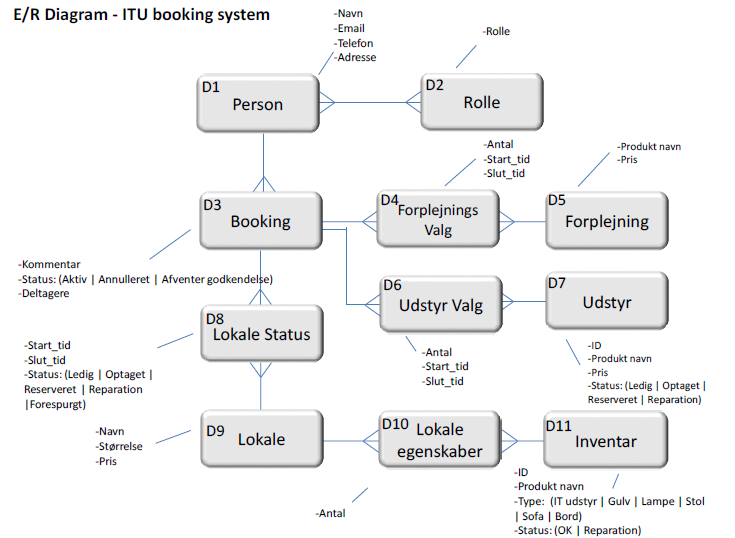 E/R Diagram - ITU booking system
-Navn
-Email
-Telefon
-Adresse
-Rolle
D1
Person
D2
Rolle
-Antal
-Start_tid
-Slut_tid
-Produkt navn
-Pris
D3
Booking
D4
Forplejnings
Valg
D5
Forplejning
-Kommentar
-Status: (Aktiv | Annulleret | Afventer godkendelse)
-Deltagere
D6
Udstyr Valg
D7
Udstyr
D8
Lokale Status
-Start_tid
-Slut_tid
-Status: (Ledig | Optaget |
Reserveret | Reparation
|Forespurgt)
-Antal
-Start_tid
-Slut_tid
-ID
-Produkt navn
-Pris
-Status: (Ledig | Optaget |
Reserveret | Reparation)
-Navn
-Størrelse
-Pris
D9
Lokale
D10
Lokale
egenskaber
D11
Inventar
-Antal
-ID
-Produkt navn
-Type: (IT udstyr | Gulv | Lampe | Stol
| Sofa | Bord)
-Status: (OK | Reparation)